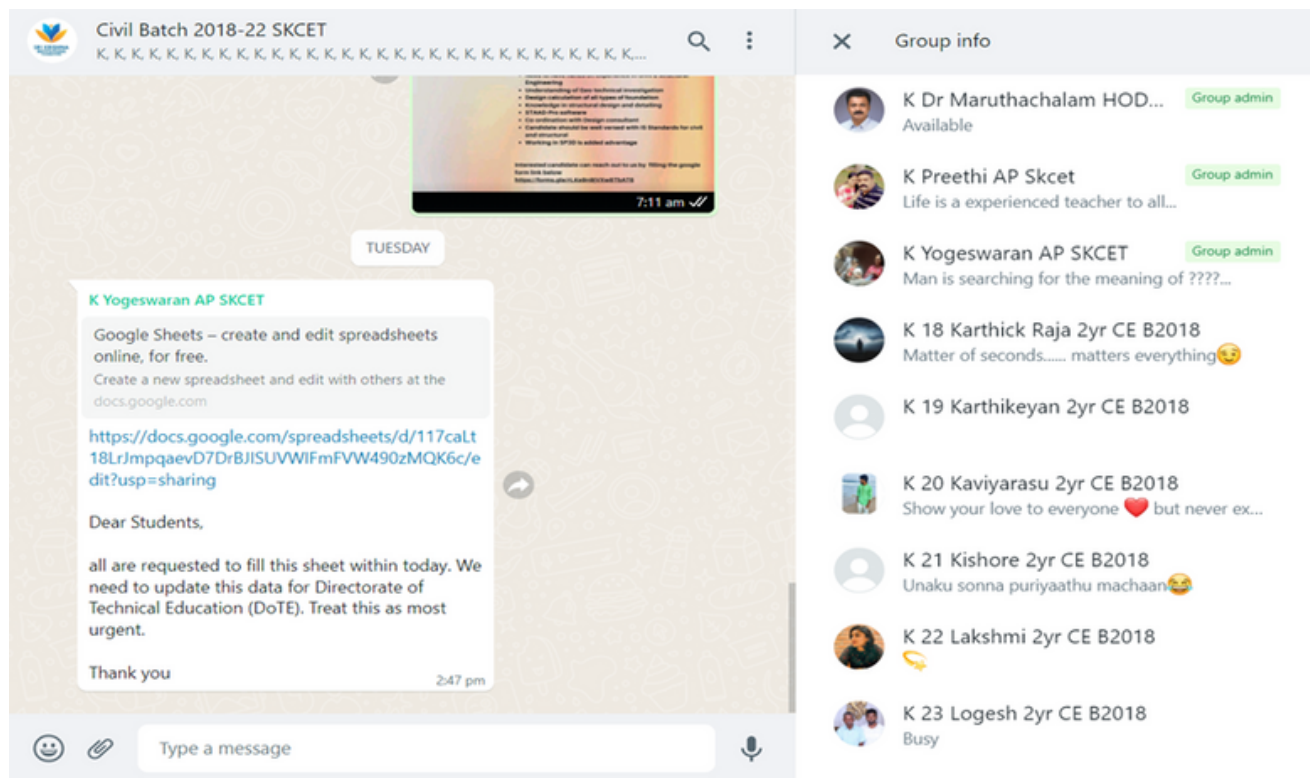 Civil Batch 2018-22 SKCET
K, K, K, K, K, K, K, K, K, K, K, K, K, K, K, K, K, K, K, K, K, K, K, K, K, K, K, K, K, K,...
Engineering
Understanding of Geo technical investigation
Design calculation of all types of foundation
Knowledge in structural design and detailing
STAAD-Pro software
Co ordination with Design consultant
Candidate should be well versed with IS Standards for civil
and structural
Working in SP3D is added advantage
Interested candidate can reach out to us by filling the google
form link below
7:11 am
TUESDAY
K Yogeswaran AP SKCET
Google Sheets – create and edit spreadsheets
online, for free.
Create a new spreadsheet and edit with others at the
docs.google.com
https://docs.google.com/spreadsheets/d/117caLt
18LrJmpqaevD7DrBJlSUVWIFmFVW490zMQK6c/e
dit?usp=sharing
Dear Students,
all are requested to fill this sheet within today. We
need to update this data for Directorate of
Technical Education (DoTE). Treat this as most
urgent.
Thank you
2:47 pm
Type a message
Group info
K Dr Maruthachalam HOD... Group admin
Available
K Preethi AP Skcet Group admin
Life is a experienced teacher to all...
K Yogeswaran AP SKCET Group admin
Man is searching for the meaning of ????...
K 18 Karthick Raja 2yr CE B2018
Matter of seconds...... matters everything😉
K 19 Karthikeyan 2yr CE B2018
K 20 Kaviyarasu 2yr CE B2018
Show your love to everyone ❤️ but never ex...
K 21 Kishore 2yr CE B2018
Unaku sonna puriyaathu machaan😂
K 22 Lakshmi 2yr CE B2018
💫
K 23 Logesh 2yr CE B2018
Busy